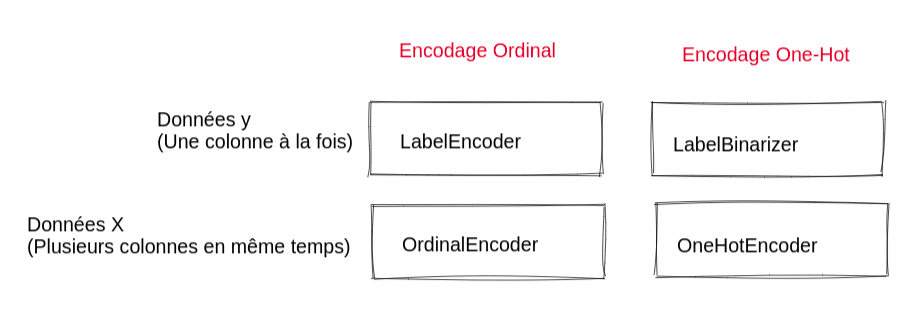 Encodage Ordinal
Encodage One-Hot
Données y
(Une colonne à la fois)
LabelEncoder
LabelBinarizer
Données X
(Plusieurs colonnes en même temps)
OrdinalEncoder
OneHotEncoder